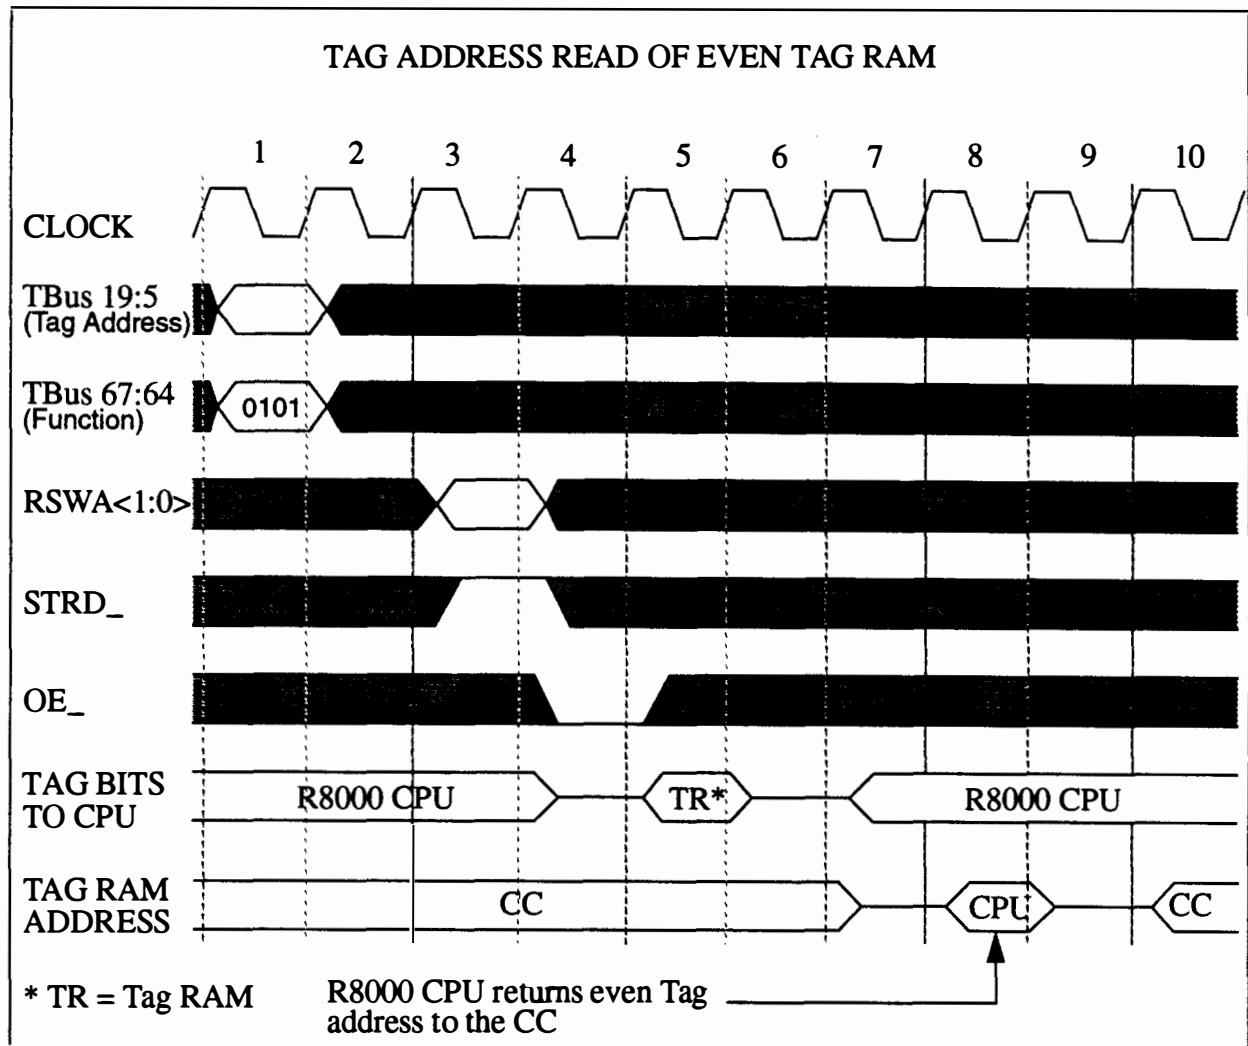 TAG ADDRESS READ OF EVEN TAG RAM
1 2 3 4 5 6 7 8 9 10
CLOCK
TBus 19:5
(Tag Address)
TBus 67:64
(Function)
0101
RSWA<1:0>
STRD_
OE_
TAG BITS
TO CPU
R8000 CPU
TR*
R8000 CPU
TAG RAM
ADDRESS
CC
CPU
CC
* TR = Tag RAM
R8000 CPU returns even Tag
address to the CC